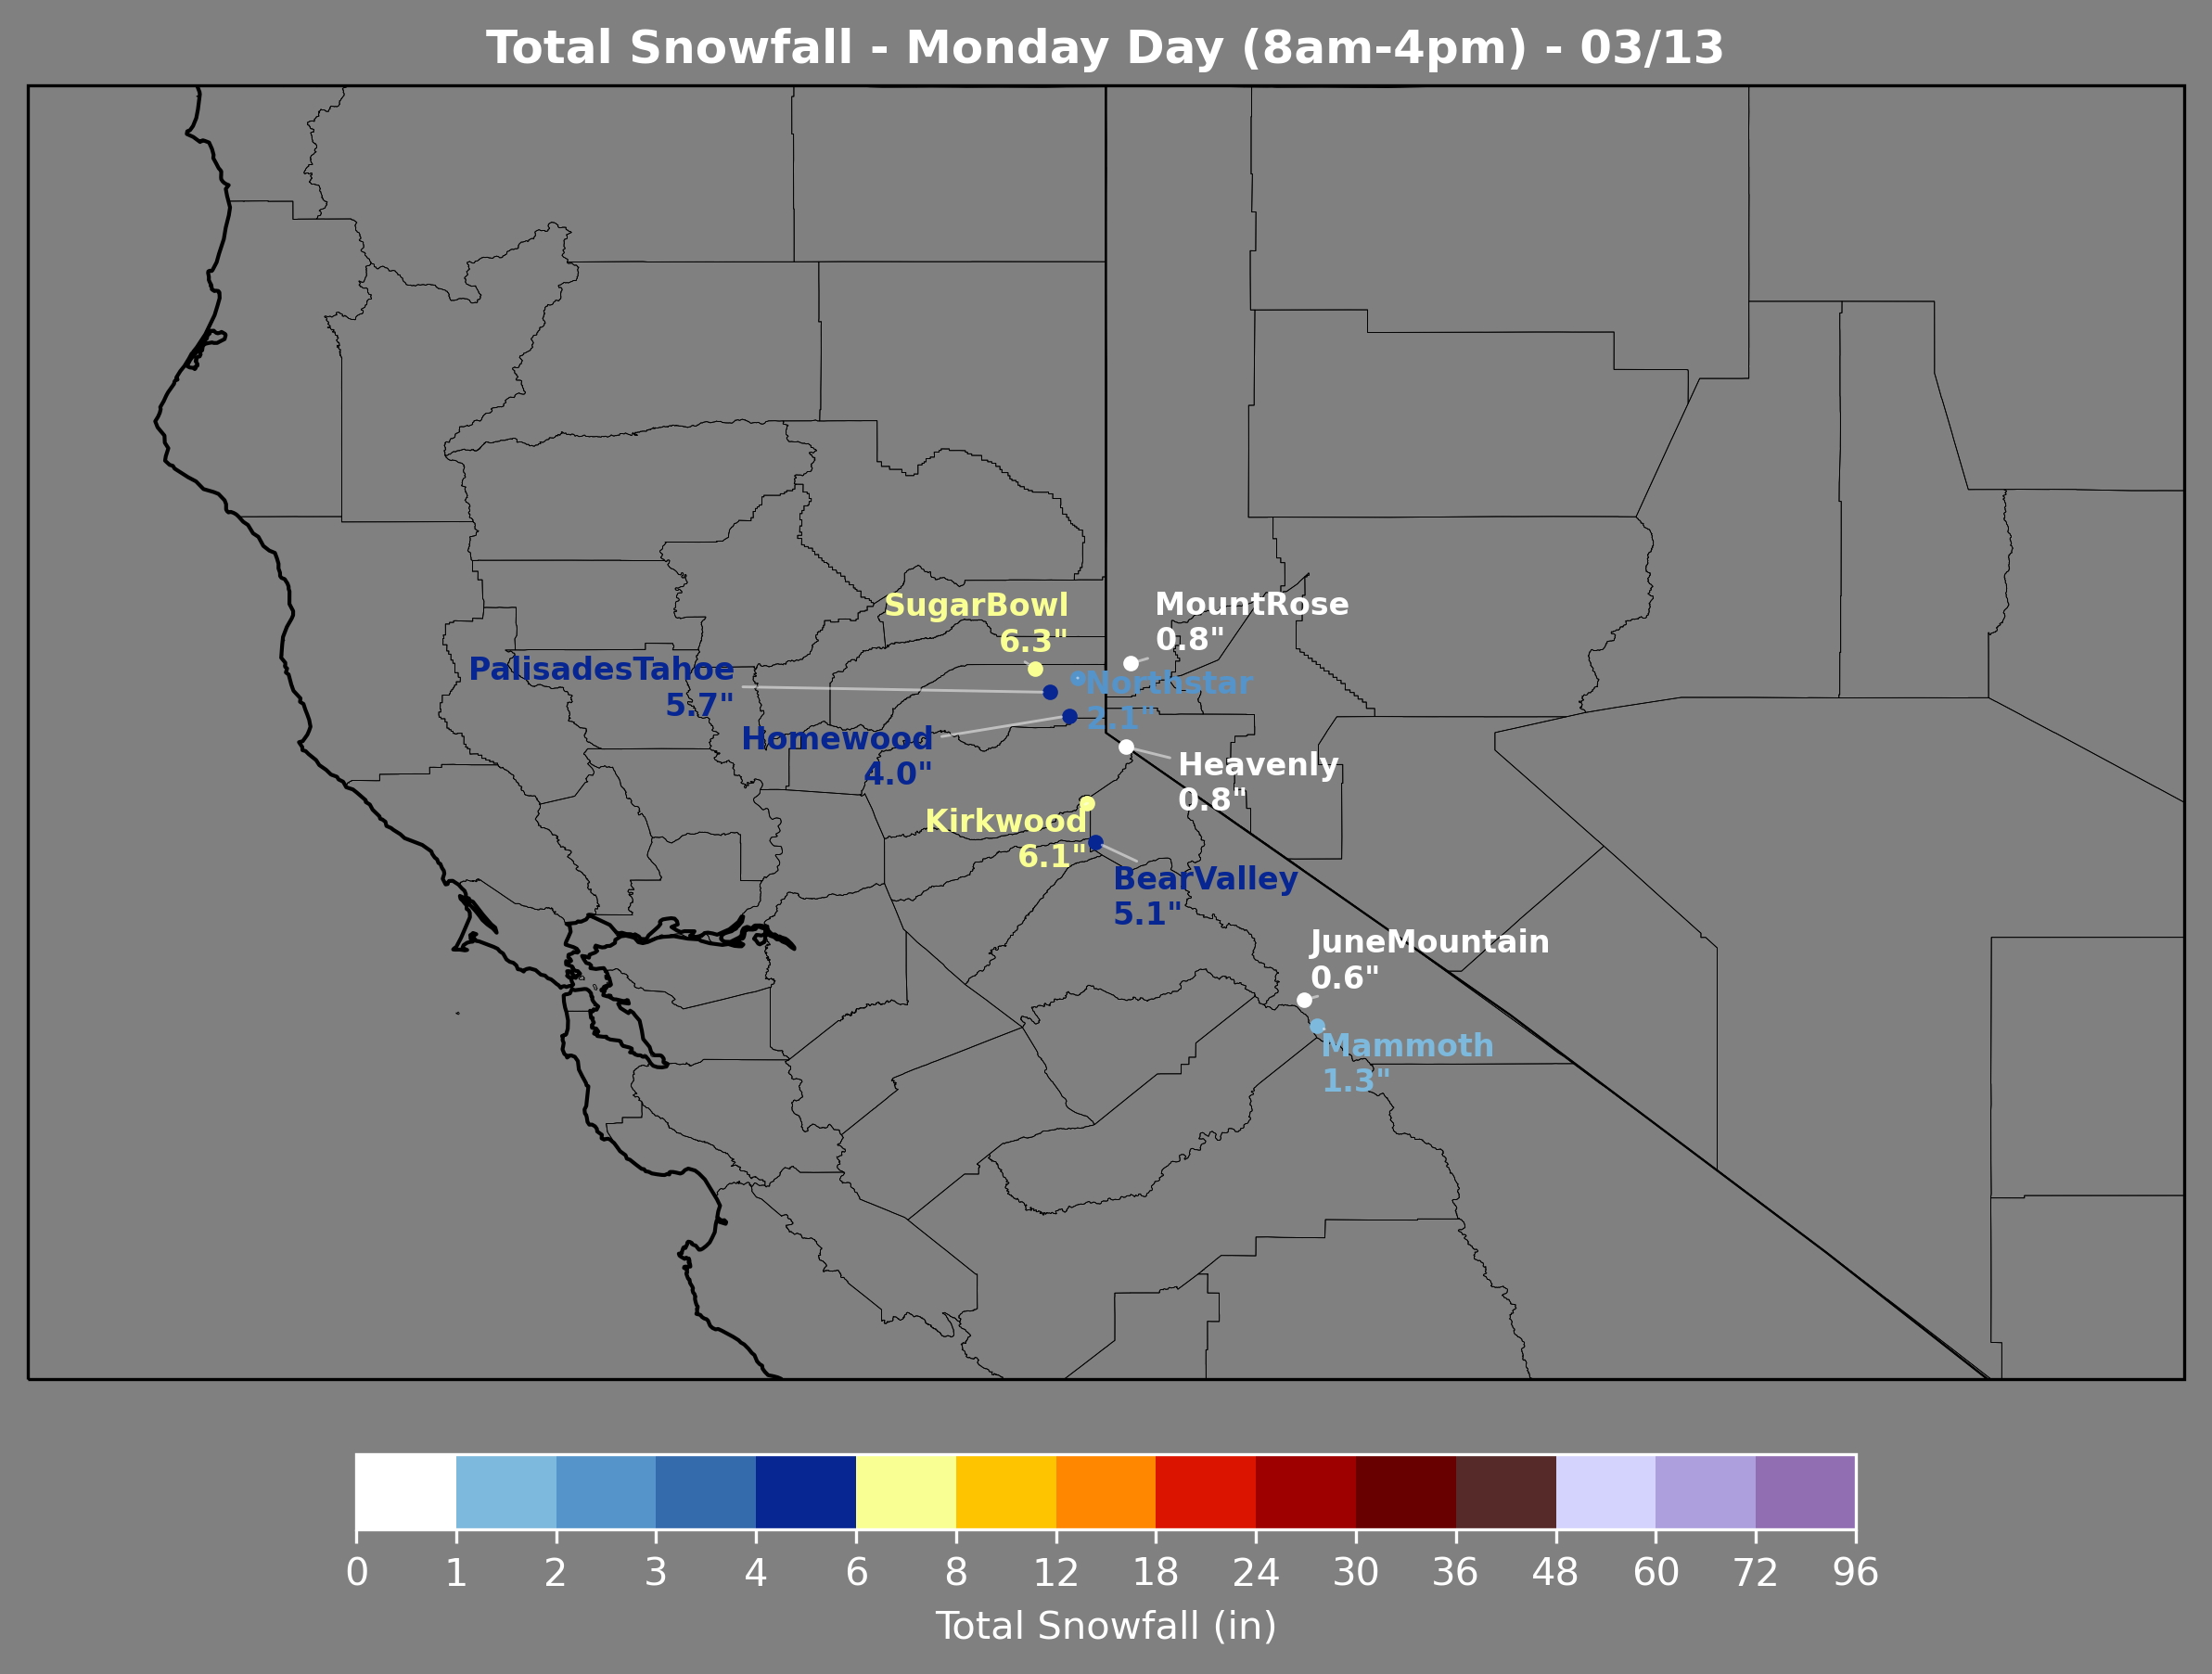 Total Snowfall - Monday Day (8am-4pm) - 03/13
SugarBowl
6.3"
MountRose
0.8"
PalisadesTahoe
5.7"
Northstar
2.1"
Homewood
4.0"
Heavenly
0.8"
Kirkwood
6.1"
BearValley
5.1"
JuneMountain
0.6"
Mammoth
1.3"
0 1 2 3 4 6 8 12 18 24 30 36 48 60 72 96
Total Snowfall (in)